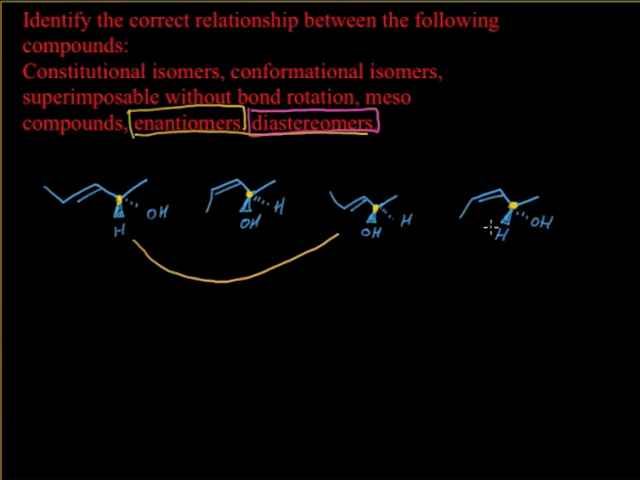 Identify the correct relationship between the following
compounds:
Constitutional isomers, conformational isomers,
superimposable without bond rotation, meso
compounds, enantiomers, diastereomers.
OH H
H OH
H OH
OH H